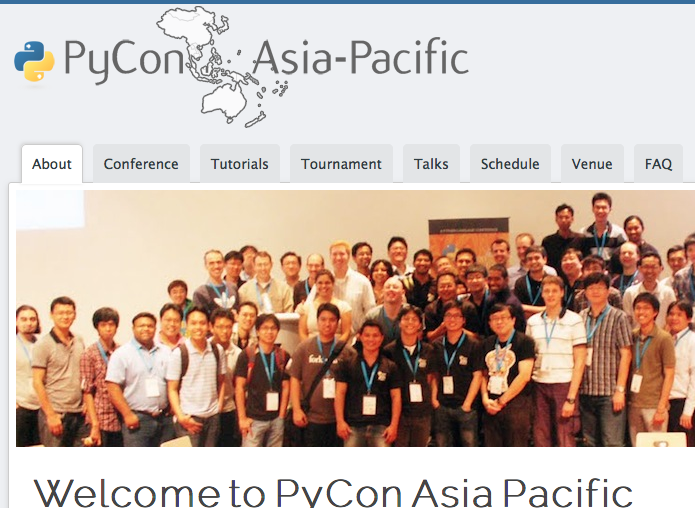 PyCon Asia-Pacific
About Conference Tutorials Tournament Talks Schedule Venue FAQ
Welcome to PyCon Asia Pacific